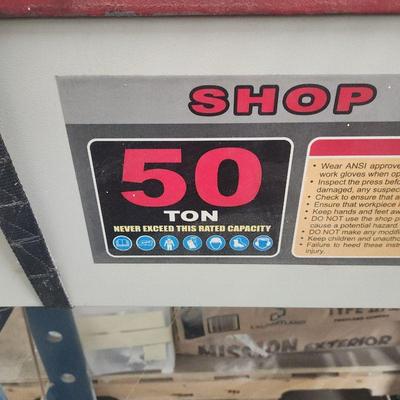 SHOP
50
TON
NEVER EXCEED THIS RATED CAPACITY
• Wear ANSI approve
work gloves when op
• Inspect the press befo
damaged, any suspec
• Check to ensure that a
• Ensure that workpiece i
• Keep hands and feet aw
• DO NOT use the shop p
cause a potential hazard.
• DO NOT make any modifi
• Keep children and unautho
• Failure to heed these instr
injury.
MISSION EXTERIOR